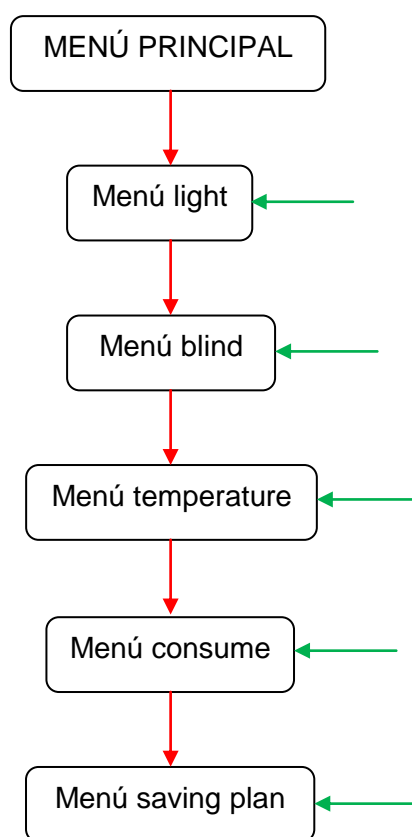 MENÚ PRINCIPAL
Menú light
Menú blind
Menú temperature
Menú consume
Menú saving plan